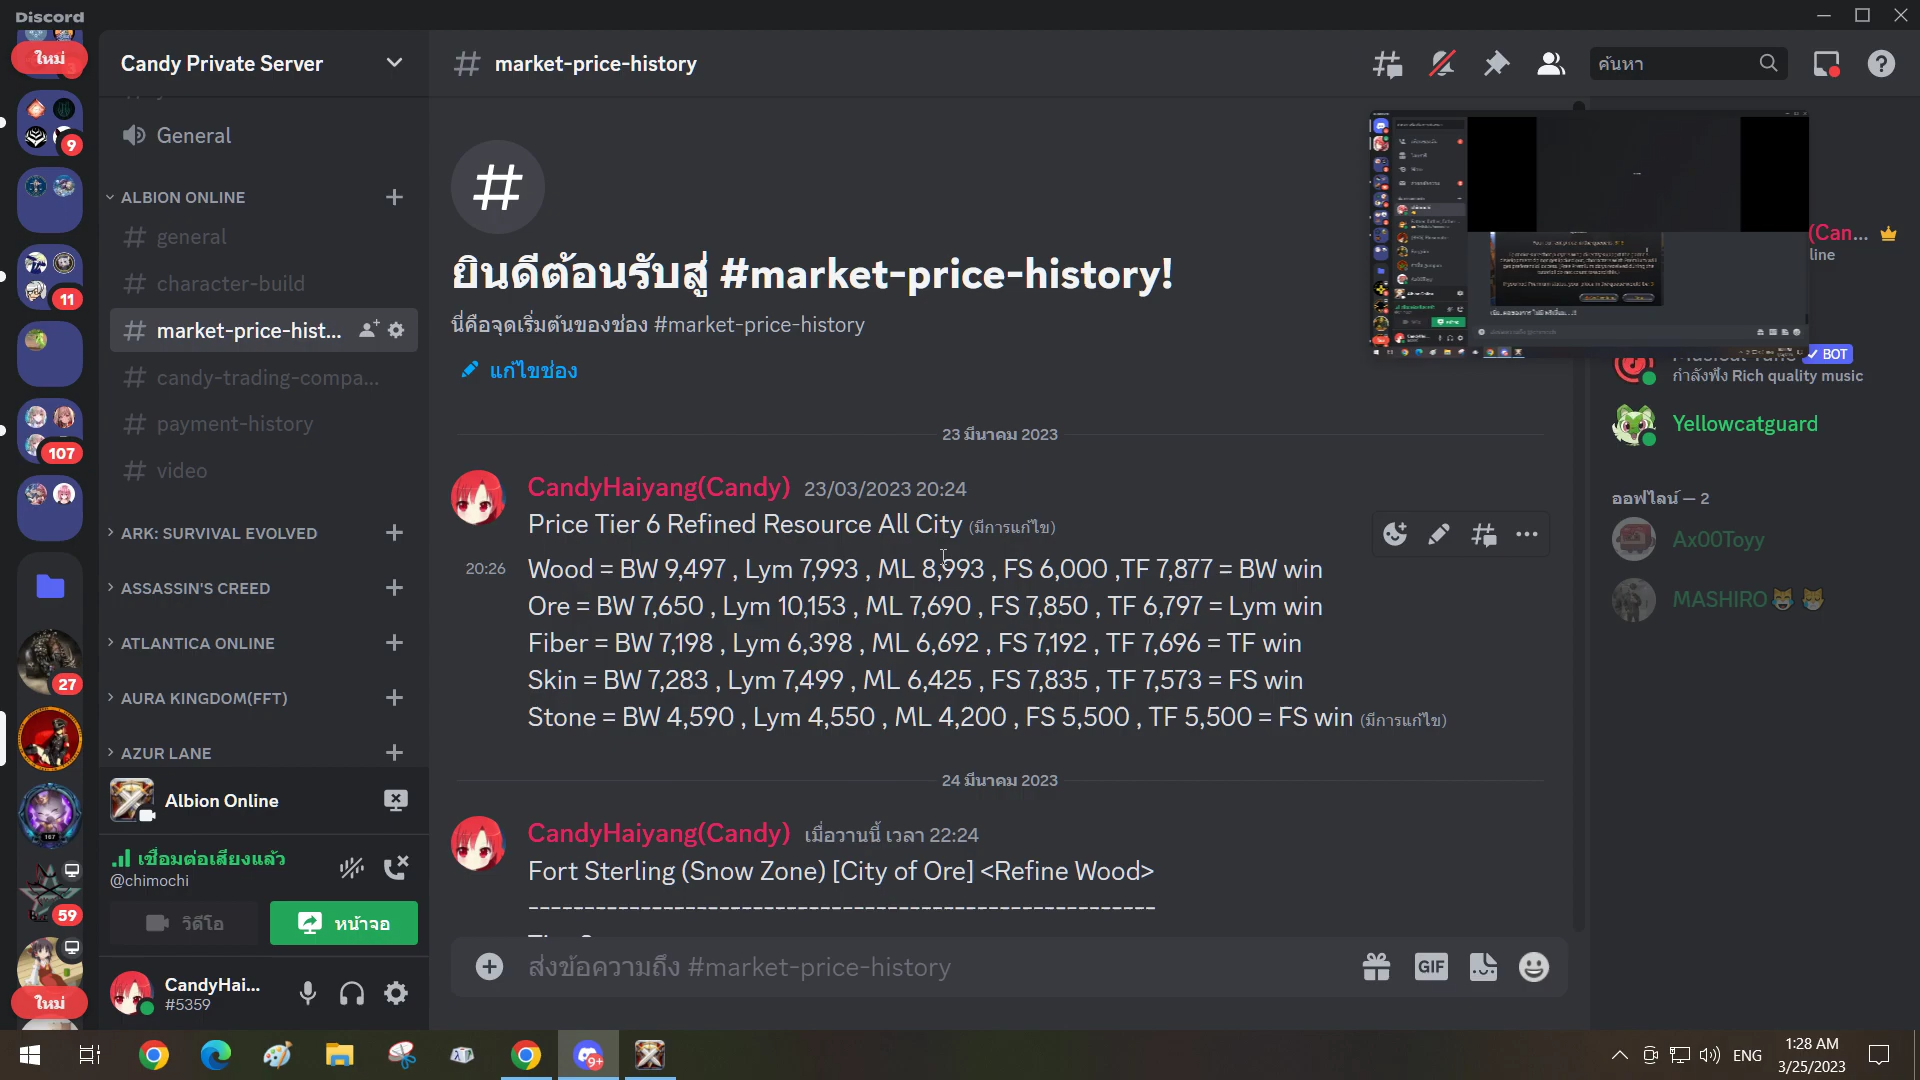 Discord
ใหม่
3
9
11
107
27
59
ใหม่
Candy Private Server
General
ALBION ONLINE
general
character-build
market-price-hist...
candy-trading-compa...
payment-history
video
ARK: SURVIVAL EVOLVED
ASSASSIN'S CREED
ATLANTICA ONLINE
AURA KINGDOM(FFT)
AZUR LANE
Albion Online
เชื่อมต่อเสียงแล้ว
@chimochi
วิดีโอ
หน้าจอ
CandyHai...
#5359
market-price-history
ค้นหา
ยินดีต้อนรับสู่ #market-price-history!
นี่คือจุดเริ่มต้นของช่อง #market-price-history
แก้ไขช่อง
23 มีนาคม 2023
CandyHaiyang(Candy) 23/03/2023 20:24
Price Tier 6 Refined Resource All City (มีการแก้ไข)
20:26 Wood = BW 9,497 , Lym 7,993 , ML 8,993 , FS 6,000 ,TF 7,877 = BW win
Ore = BW 7,650 , Lym 10,153 , ML 7,690 , FS 7,850 , TF 6,797 = Lym win
Fiber = BW 7,198 , Lym 6,398 , ML 6,692 , FS 7,192 , TF 7,696 = TF win
Skin = BW 7,283 , Lym 7,499 , ML 6,425 , FS 7,835 , TF 7,573 = FS win
Stone = BW 4,590 , Lym 4,550 , ML 4,200 , FS 5,500 , TF 5,500 = FS win (มีการแก้ไข)
24 มีนาคม 2023
CandyHaiyang(Candy) เมื่อวานนี้ เวลา 22:24
Fort Sterling (Snow Zone) [City of Ore] <Refine Wood>
--------------------------------------------------------
ส่งข้อความถึง #market-price-history
GIF
(Can...
line
BOT
กำลังฟัง Rich quality music
Yellowcatguard
ออฟไลน์ — 2
Ax00Toyy
MASHIRO
9+
ENG
1:28 AM
3/25/2023